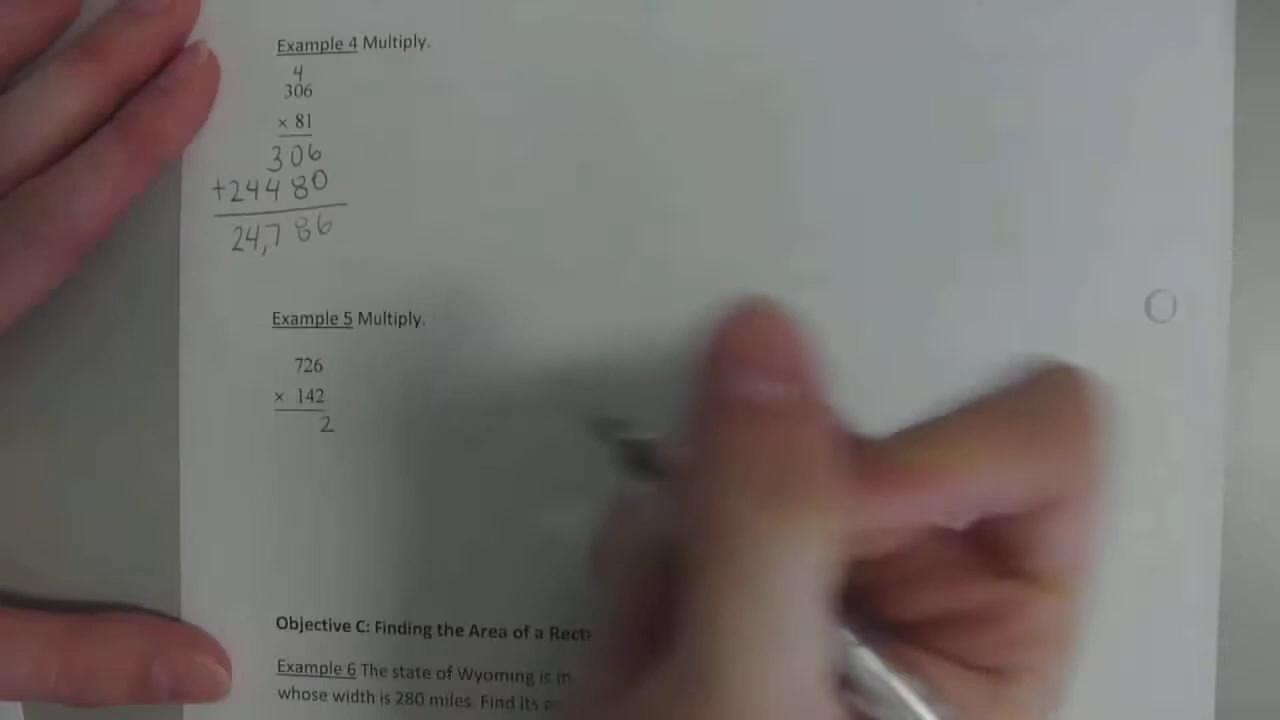 Example 4 Multiply.
4
306
× 81
306
+24480
24,786
Example 5 Multiply.
726
× 142
2
Objective C: Finding the Area of a
Example 6 The state of Wyoming is in
whose width is 280 miles. Find its